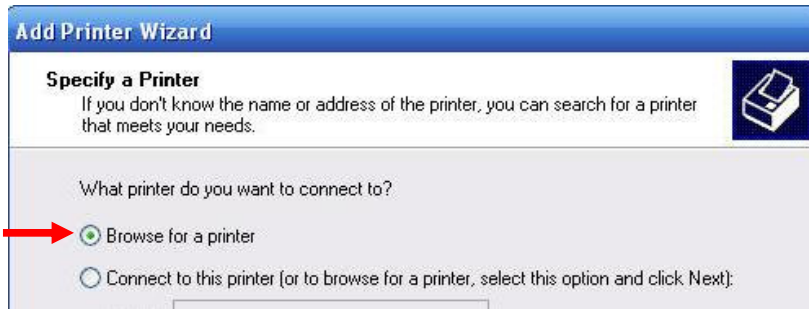 Add Printer Wizard
Specify a Printer
If you don't know the name or address of the printer, you can search for a printer
that meets your needs.
What printer do you want to connect to?
Browse for a printer
Connect to this printer (or to browse for a printer, select this option and click Next):